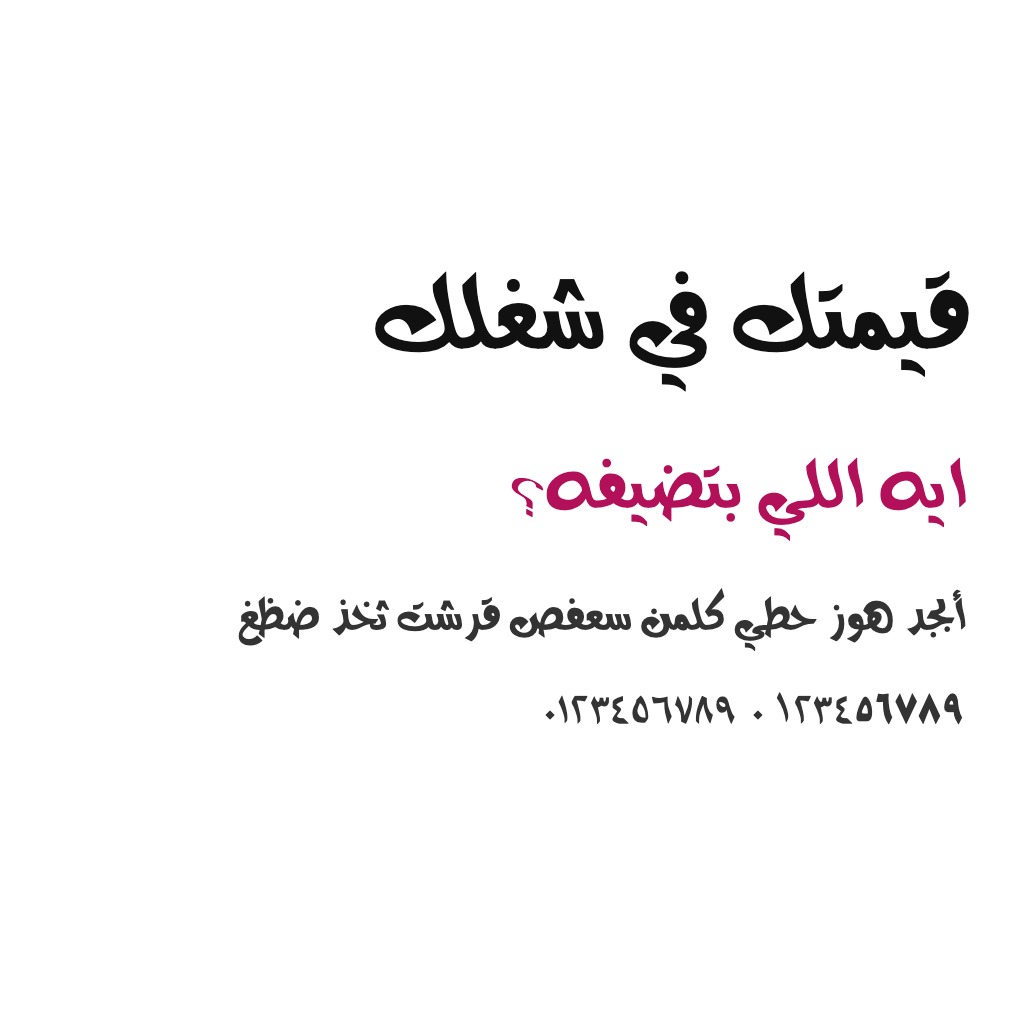 قيمتك في شغلك
ايه اللي بتضيفه؟
أبجد هوز حطي كلمن سعفص قرشت ثخذ ضظغ
٠١٢٣٤٥٦٧٨٩ ٠١٢٣٤٥٦٧٨٩